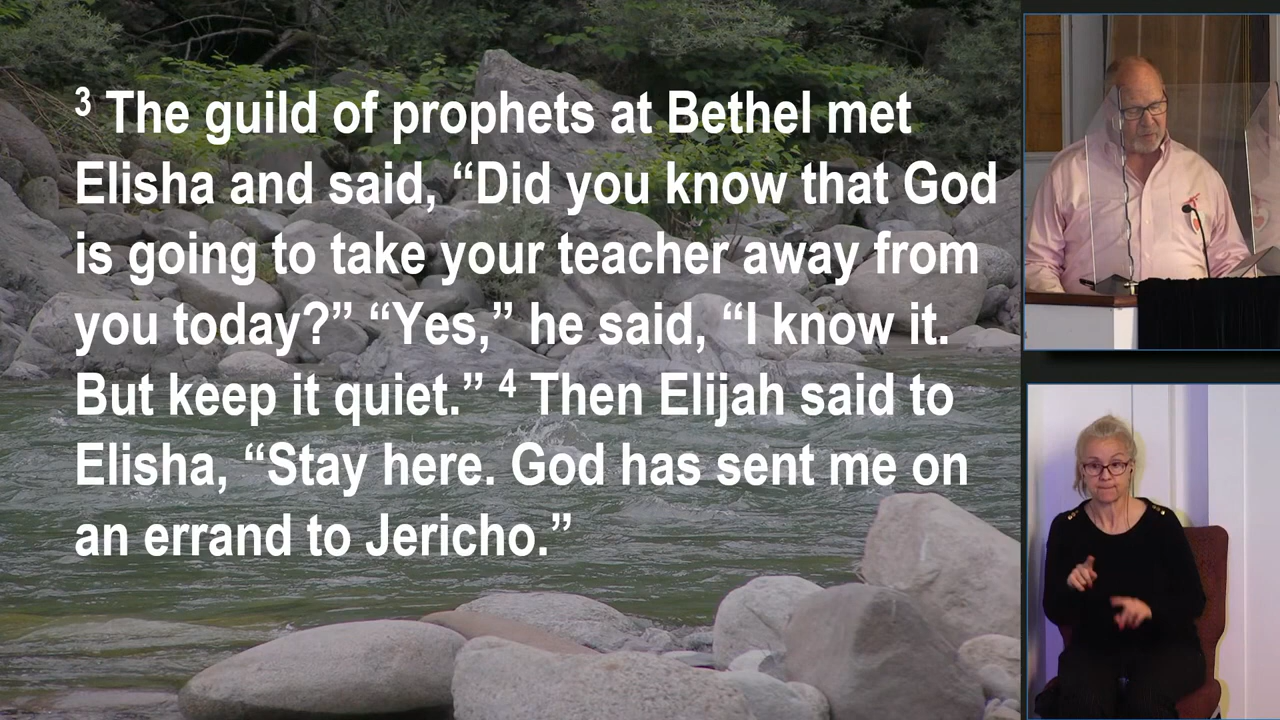 3 The guild of prophets at Bethel met
Elisha and said, “Did you know that God
is going to take your teacher away from
you today?” “Yes,” he said, “I know it.
But keep it quiet.” 4 Then Elijah said to
Elisha, “Stay here. God has sent me on
an errand to Jericho.”